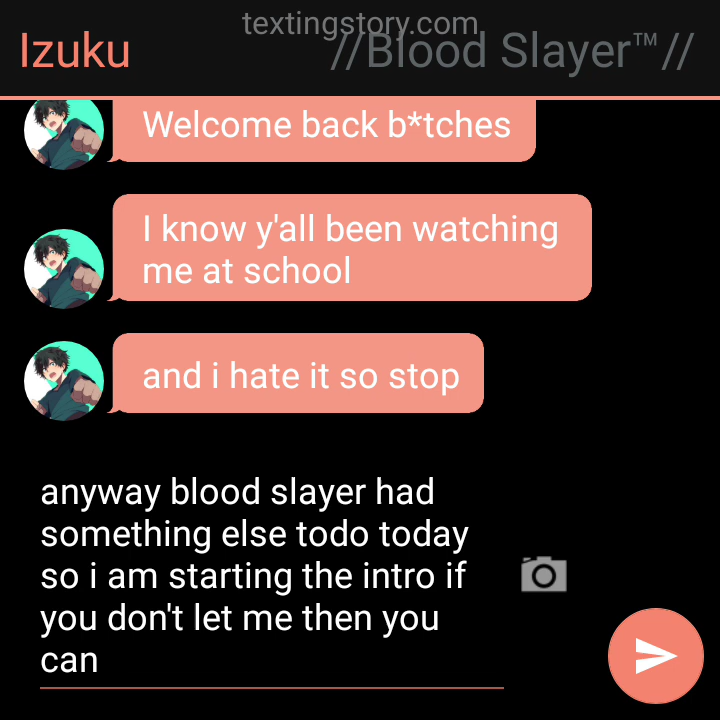 textingstory.com
Izuku
//Blood Slayer™//
Welcome back b*tches
I know y'all been watching
me at school
and i hate it so stop
anyway blood slayer had
something else todo today
so i am starting the intro if
you don't let me then you
can